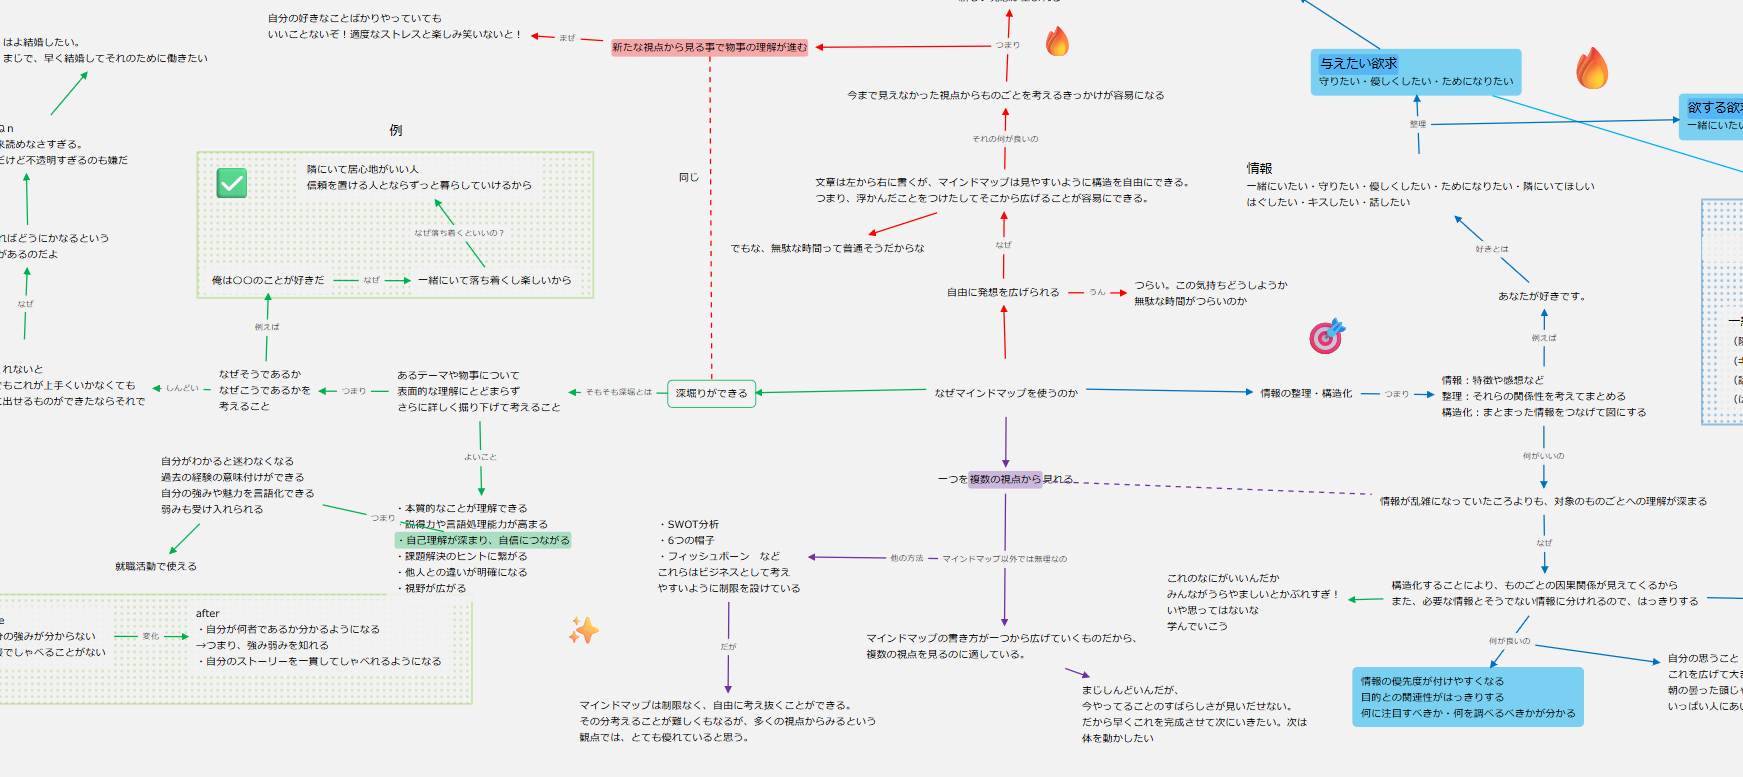 自分の好きなことばかりやっていても
いいことないぞ！適度なストレスと楽しみ笑いないと！
まぜ
新たな視点から見る事で物事の理解が進む
つまり
はよ結婚したい。
まじで、早く結婚してそれのために働きたい
与えたい欲求
守りたい・優しくしたい・ためになりたい
欲する欲求
一緒にいたい
今まで見えなかった視点からものごとを考えるきっかけが容易になる
整理
例
来読めなさすぎる。
だけど不透明すぎるのも嫌だ
それの何が良いの
隣にいて居心地がいい人
信頼を置ける人とならずっと暮らしていけるから
同じ
文章は左から右に書くが、マインドマップは見やすいように構造を自由にできる。
つまり、浮かんだことをつけたしてそこから広げることが容易にできる。
情報
一緒にいたい・守りたい・優しくしたい・ためになりたい・隣にいてほしい
はぐしたい・キスしたい・話したい
なぜ落ち着くといいの？
ればどうにかなるという
があるのだよ
でもな、無駄な時間って普通そうだからな
なぜ
好きとは
俺は〇〇のことが好きだ
なぜ
一緒にいて落ち着くし楽しいから
自由に発想を広げられる
うん
つらい。この気持ちどうしようか
無駄な時間がつらいのか
あなたが好きです。
なぜ
例えば
例えば
れないと
でもこれが上手くいかなくても
に出せるものができたならそれで
しんどい
なぜそうであるか
なぜこうであるかを
考えること
つまり
あるテーマや物事について
表面的な理解にとどまらず
さらに詳しく掘り下げて考えること
そもそも深堀とは
深堀りができる
なぜマインドマップを使うのか
情報の整理・構造化
つまり
情報：特徴や感想など
整理：それらの関係性を考えてまとめる
構造化：まとまった情報をつなげて図にする
よいこと
何がいいの
自分がわかると迷わなくなる
過去の経験の意味付けができる
自分の強みや魅力を言語化できる
弱みも受け入れられる
つまり
一つを複数の視点から見れる
情報が乱雑になっていたころよりも、対象のものごとへの理解が深まる
・本質的なことが理解できる
・説得力や言語処理能力が高まる
・自己理解が深まり、自信につながる
・課題解決のヒントに繋がる
・他人との違いが明確になる
・視野が広がる
就職活動で使える
・SWOT分析
・6つの帽子
・フィッシュボーン　など
これらはビジネスとして考え
やすいように制限を設けている
他の方法
マインドマップ以外では無理なの
なぜ
これのなにがいいんだか
みんながうらやましいとかぶれすぎ！
いや思ってはないな
学んでいこう
構造化することにより、ものごとの因果関係が見えてくるから
また、必要な情報とそうでない情報に分けれるので、はっきりする
分の強みが分からない
接でしゃべることがない
変化
after
・自分が何者であるか分かるようになる
→つまり、強み弱みを知れる
・自分のストーリーを一貫してしゃべれるようになる
だが
マインドマップの書き方が一つから広げていくものだから、
複数の視点を見るのに適している。
何が良いの
情報の優先度が付けやすくなる
目的との関連性がはっきりする
何に注目すべきか・何を調べるべきかが分かる
自分の思うこと
これを広げて大き
朝の曇った頭じゃ
いっぱい人にあい
マインドマップは制限なく、自由に考え抜くことができる。
その分考えることが難しくもなるが、多くの視点からみるという
観点では、とても優れていると思う。
まじしんどいんだが、
今やってることのすばらしさが見いだせない。
だから早くこれを完成させて次にいきたい。次は
体を動かしたい